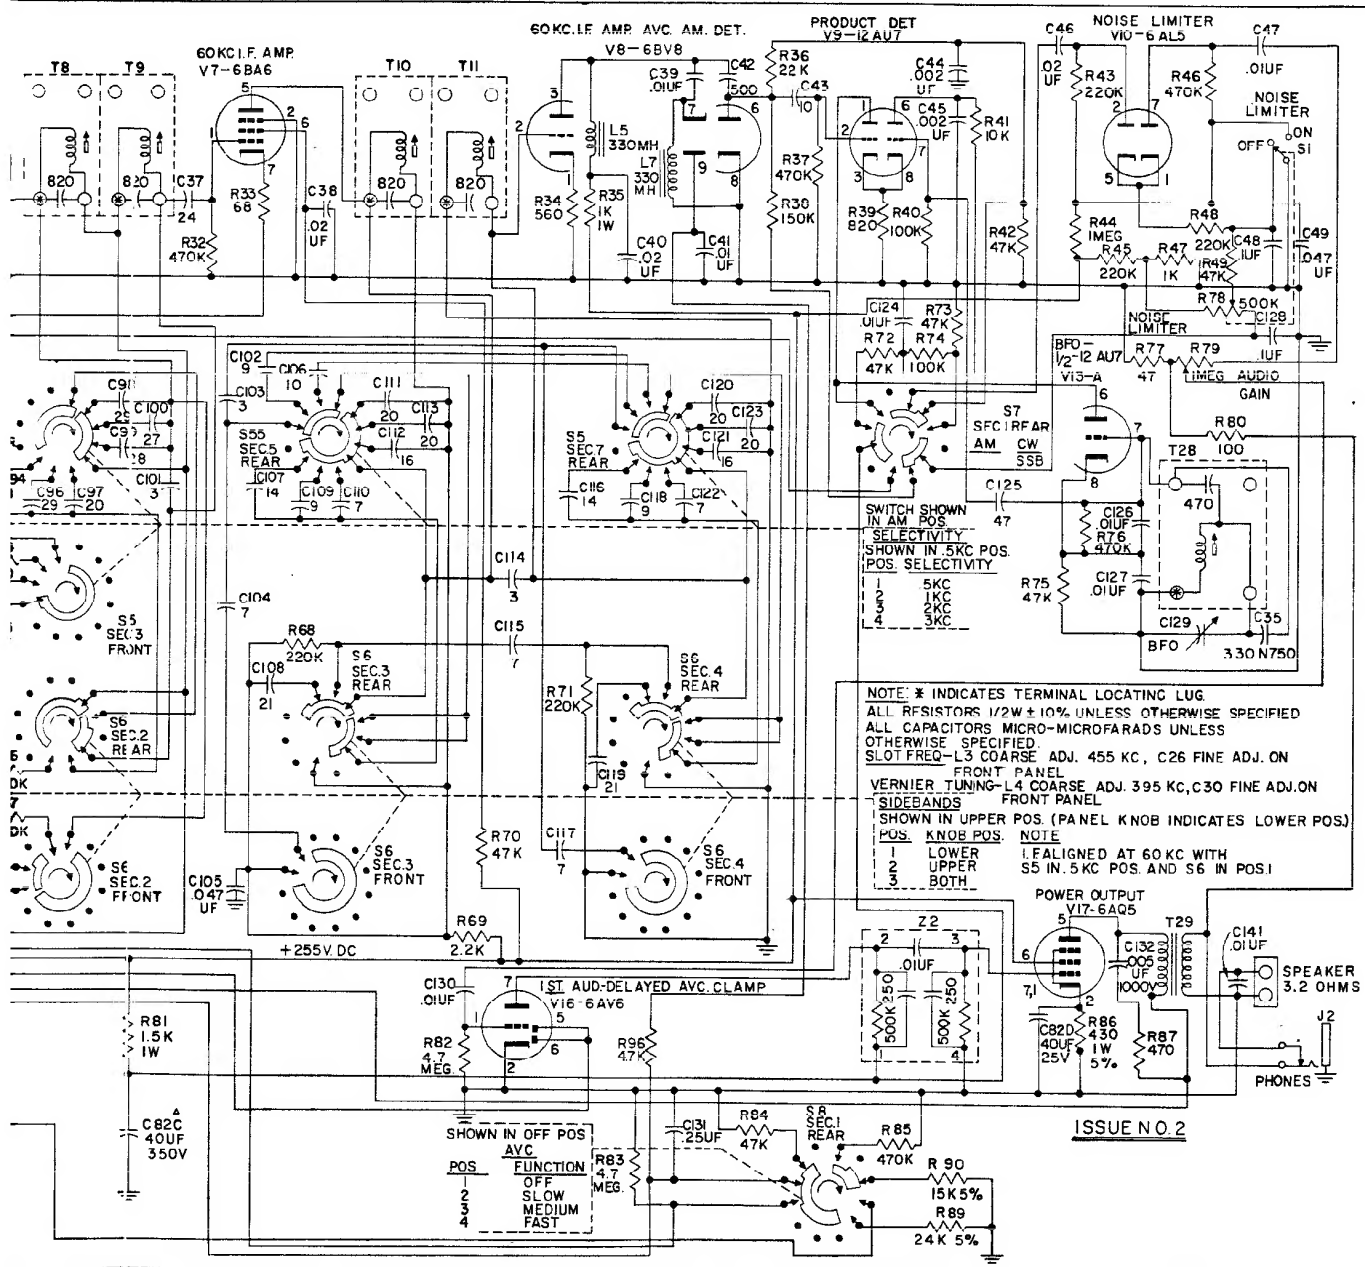 60KC I.F. AMP.
V7-6BA6
60KC.I.F. AMP. AVC. AM. DET.
V8-6BV8
PRODUCT DET
V9-12AU7
NOISE LIMITER
V10-6AL5
T8
T9
T10
T11
C39
.01UF
C42
500
R36
22K
C43
10
C44
.002
UF
C45
.002
UF
R41
10K
C46
.02
UF
R43
220K
R46
470K
C47
.01UF
NOISE
LIMITER
ON
S1
OFF
820
820
C37
24
R32
470K
R33
68
C38
.02
UF
820
820
R34
560
L5
330MH
R35
1K
1W
L7
330
MH
C40
.02
UF
C41
.01
UF
R37
470K
R38
150K
R39
820
R40
100K
R42
47K
R44
1MEG
R45
220K
R47
1K
R48
220K
C48
.1UF
R49
47K
C49
.047
UF
R78
500K
NOISE
LIMITER
C128
.1UF
C124
.01UF
R73
47K
R72
47K
R74
100K
BFO-
1/2-12 AU7
V13-A
R77
47
R79
1MEG AUDIO
GAIN
R80
100
T28
470
C102
9
C103
3
C106
10
C111
20
C113
20
C112
16
S5
SEC.7
REAR
C120
20
C123
20
C121
16
C100
27
28
C101
3
C96
29
C97
20
SEC.5
REAR
C107
14
C109
9
C110
7
C116
14
C118
9
C122
7
S7
SEC 1 REAR
AM
CW
SSB
C125
47
C126
.01UF
R76
470K
C127
.01UF
R75
47K
C129
BFO
C35
330 N750
SWITCH SHOWN
IN AM POS.
SELECTIVITY
SHOWN IN .5KC POS.
POS. SELECTIVITY
1 .5KC
2 1KC
3 2KC
4 3KC
C114
3
C115
7
C104
7
S5
SEC.3
FRONT
R68
220K
C108
21
S6
SEC.3
REAR
R71
220K
C119
21
S6
SEC.4
REAR
S6
SEC.2
REAR
NOTE: * INDICATES TERMINAL LOCATING LUG.
ALL RESISTORS 1/2W ± 10% UNLESS OTHERWISE SPECIFIED
ALL CAPACITORS MICRO-MICROFARADS UNLESS
OTHERWISE SPECIFIED.
SLOT FREQ-L3 COARSE ADJ. 455 KC, C26 FINE ADJ. ON
FRONT PANEL
VERNIER TUNING-L4 COARSE ADJ. 395 KC, C30 FINE ADJ. ON
FRONT PANEL
SIDEBANDS
SHOWN IN UPPER POS. (PANEL KNOB INDICATES LOWER POS.)
POS. KNOB POS. NOTE
1 LOWER I.F. ALIGNED AT 60 KC WITH
2 UPPER S5 IN .5KC POS. AND S6 IN POS.1
3 BOTH
S6
SEC.2
FRONT
C105
.047
UF
S6
SEC.3
FRONT
R70
47K
C117
7
S6
SEC.4
FRONT
R69
2.2K
+255V. DC
POWER OUTPUT
V17-6AQ5
T29
C141
.01UF
C132
.005
UF
1000V
SPEAKER
3.2 OHMS
J2
PHONES
Z2
.01UF
500K
250
250
500K
C82D
40UF
25V
R86
430
1W
5%
R87
470
C130
.01UF
1ST AUD-DELAYED AVC. CLAMP
V16-6AV6
R82
4.7
MEG.
R96
4.7K
R81
1.5K
1W
C82C
40UF
350V
ISSUE NO. 2
SHOWN IN OFF POS
AVC
POS FUNCTION
1 OFF
2 SLOW
3 MEDIUM
4 FAST
R83
4.7
MEG.
C131
.25UF
R84
47K
S8
SEC.1
REAR
R85
470K
R 90
15K 5%
R89
24K 5%